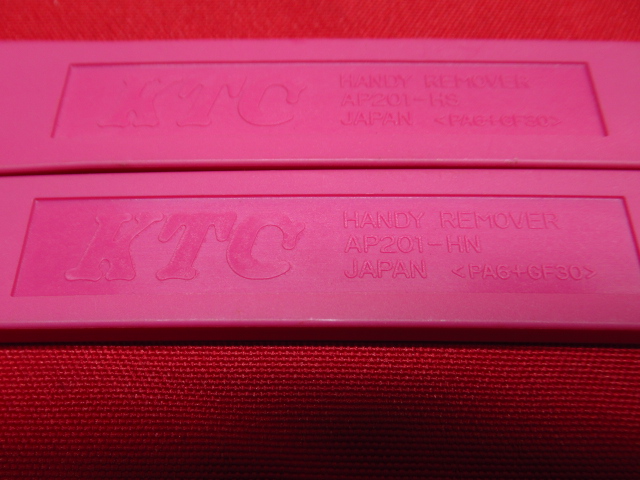 KTC
HANDY REMOVER
AP201-HS
JAPAN <PA6+GF30>
KTC
HANDY REMOVER
AP201-HN
JAPAN <PA6+GF30>